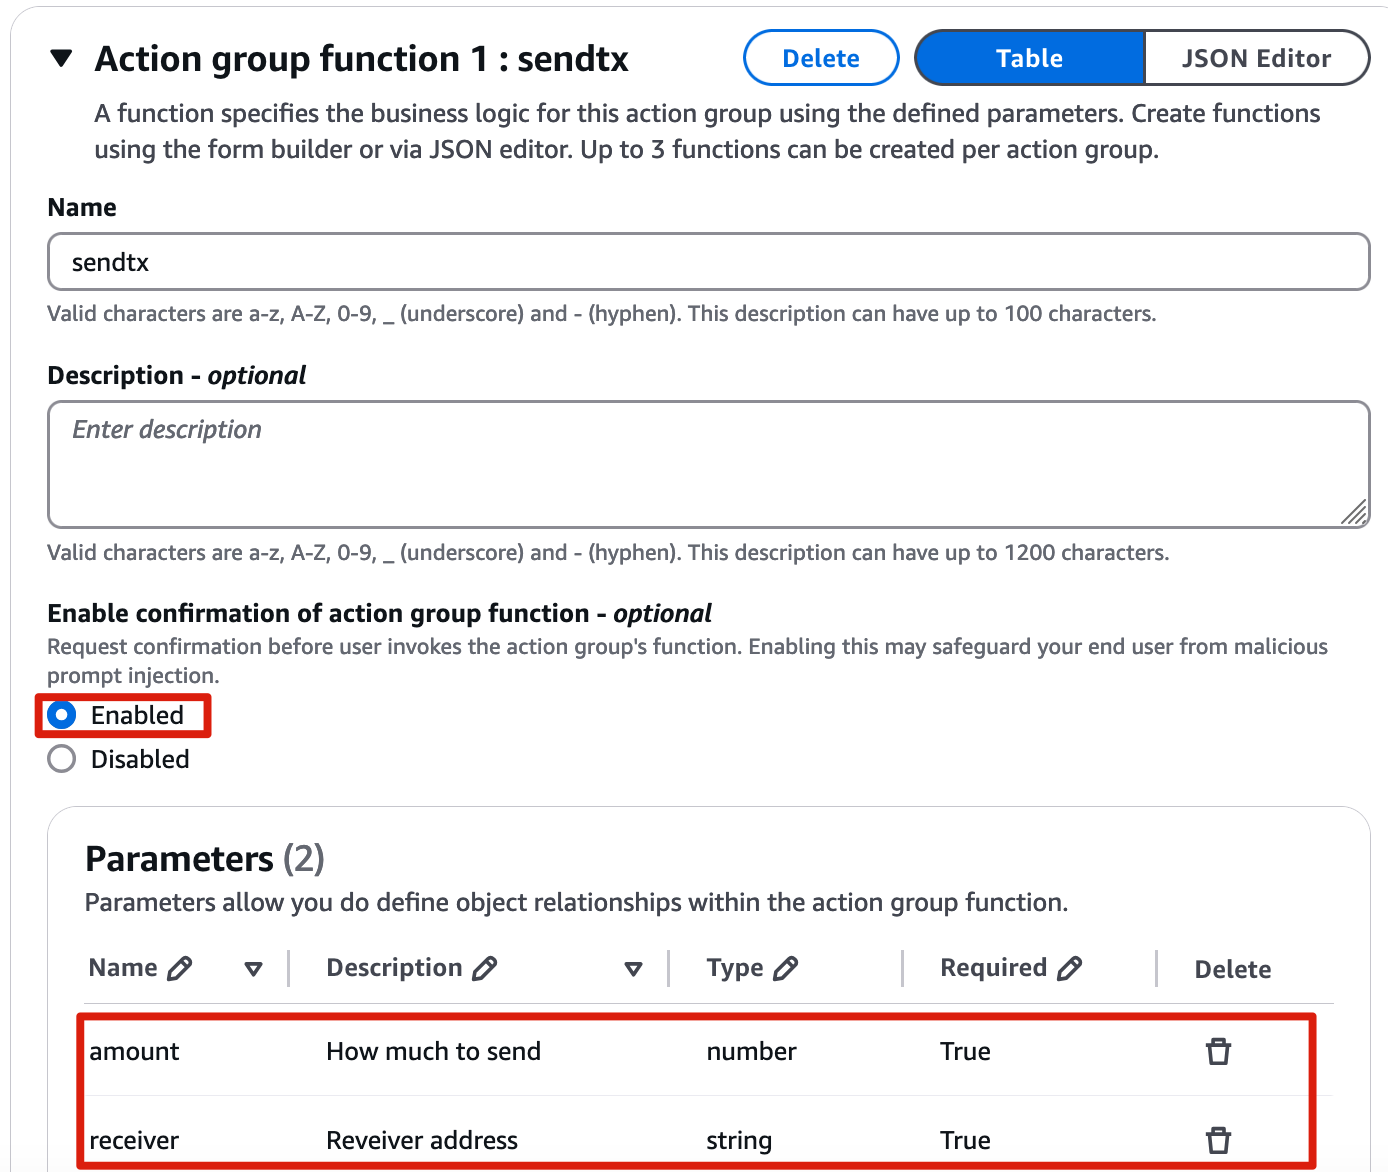 Action group function 1 : sendtx
Delete
Table
JSON Editor
A function specifies the business logic for this action group using the defined parameters. Create functions
using the form builder or via JSON editor. Up to 3 functions can be created per action group.
Name
sendtx
Valid characters are a-z, A-Z, 0-9, _ (underscore) and - (hyphen). This description can have up to 100 characters.
Description - optional
Enter description
Valid characters are a-z, A-Z, 0-9, _ (underscore) and - (hyphen). This description can have up to 1200 characters.
Enable confirmation of action group function - optional
Request confirmation before user invokes the action group's function. Enabling this may safeguard your end user from malicious
prompt injection.
Enabled
Disabled
Parameters (2)
Parameters allow you do define object relationships within the action group function.
Name Description Type Required Delete
amount How much to send number True
receiver Reveiver address string True